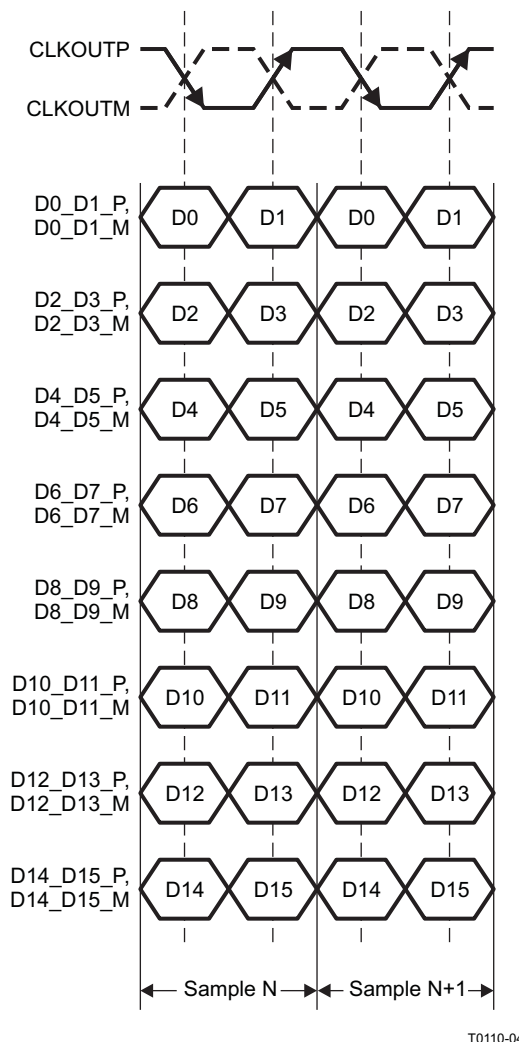 CLKOUTP
CLKOUTM
D0_D1_P,
D0_D1_M
D0 D1 D0 D1
D2_D3_P,
D2_D3_M
D2 D3 D2 D3
D4_D5_P,
D4_D5_M
D4 D5 D4 D5
D6_D7_P,
D6_D7_M
D6 D7 D6 D7
D8_D9_P,
D8_D9_M
D8 D9 D8 D9
D10_D11_P,
D10_D11_M
D10 D11 D10 D11
D12_D13_P,
D12_D13_M
D12 D13 D12 D13
D14_D15_P,
D14_D15_M
D14 D15 D14 D15
Sample N Sample N+1
T0110-04